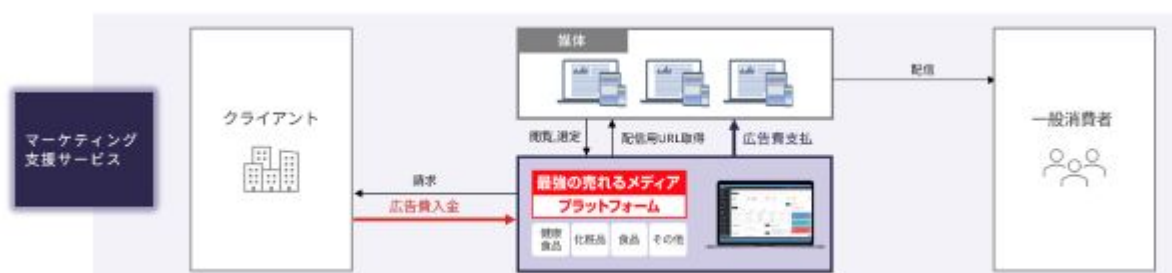 マーケティング
支援サービス
クライアント
媒体
配信
一般消費者
閲覧、選定
配信用URL取得
広告費支払
請求
広告費入金
最強の売れるメディア
プラットフォーム
健康
食品
化粧品
食品
その他